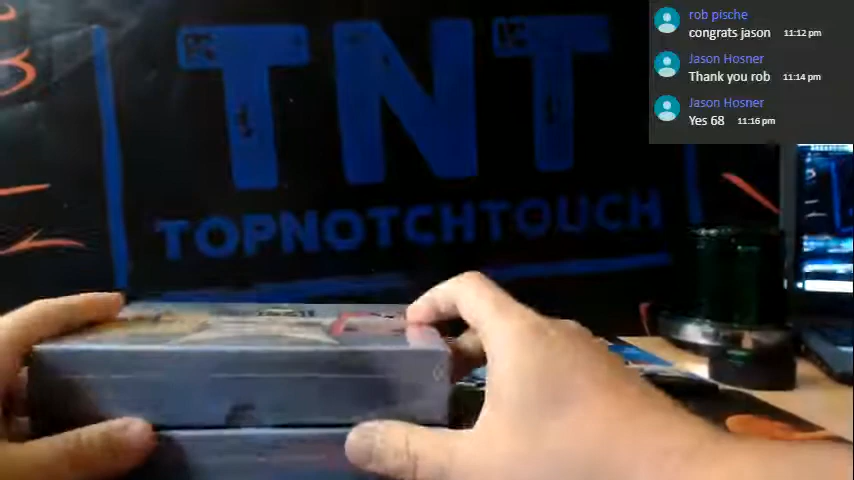 TNT
TOPNOTCHTOUCH
rob pische
congrats jason 11:12 pm
Jason Hosner
Thank you rob 11:14 pm
Jason Hosner
Yes 68 11:16 pm